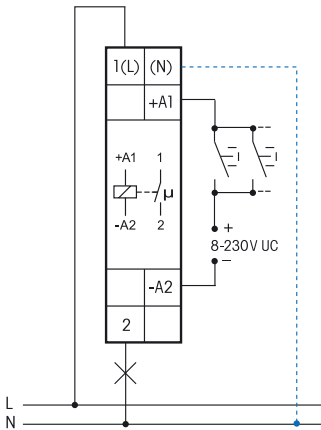 1(L) (N)
+A1
+A1 1
µ
-A2 2
+
8-230V UC
–
-A2
2
L
N